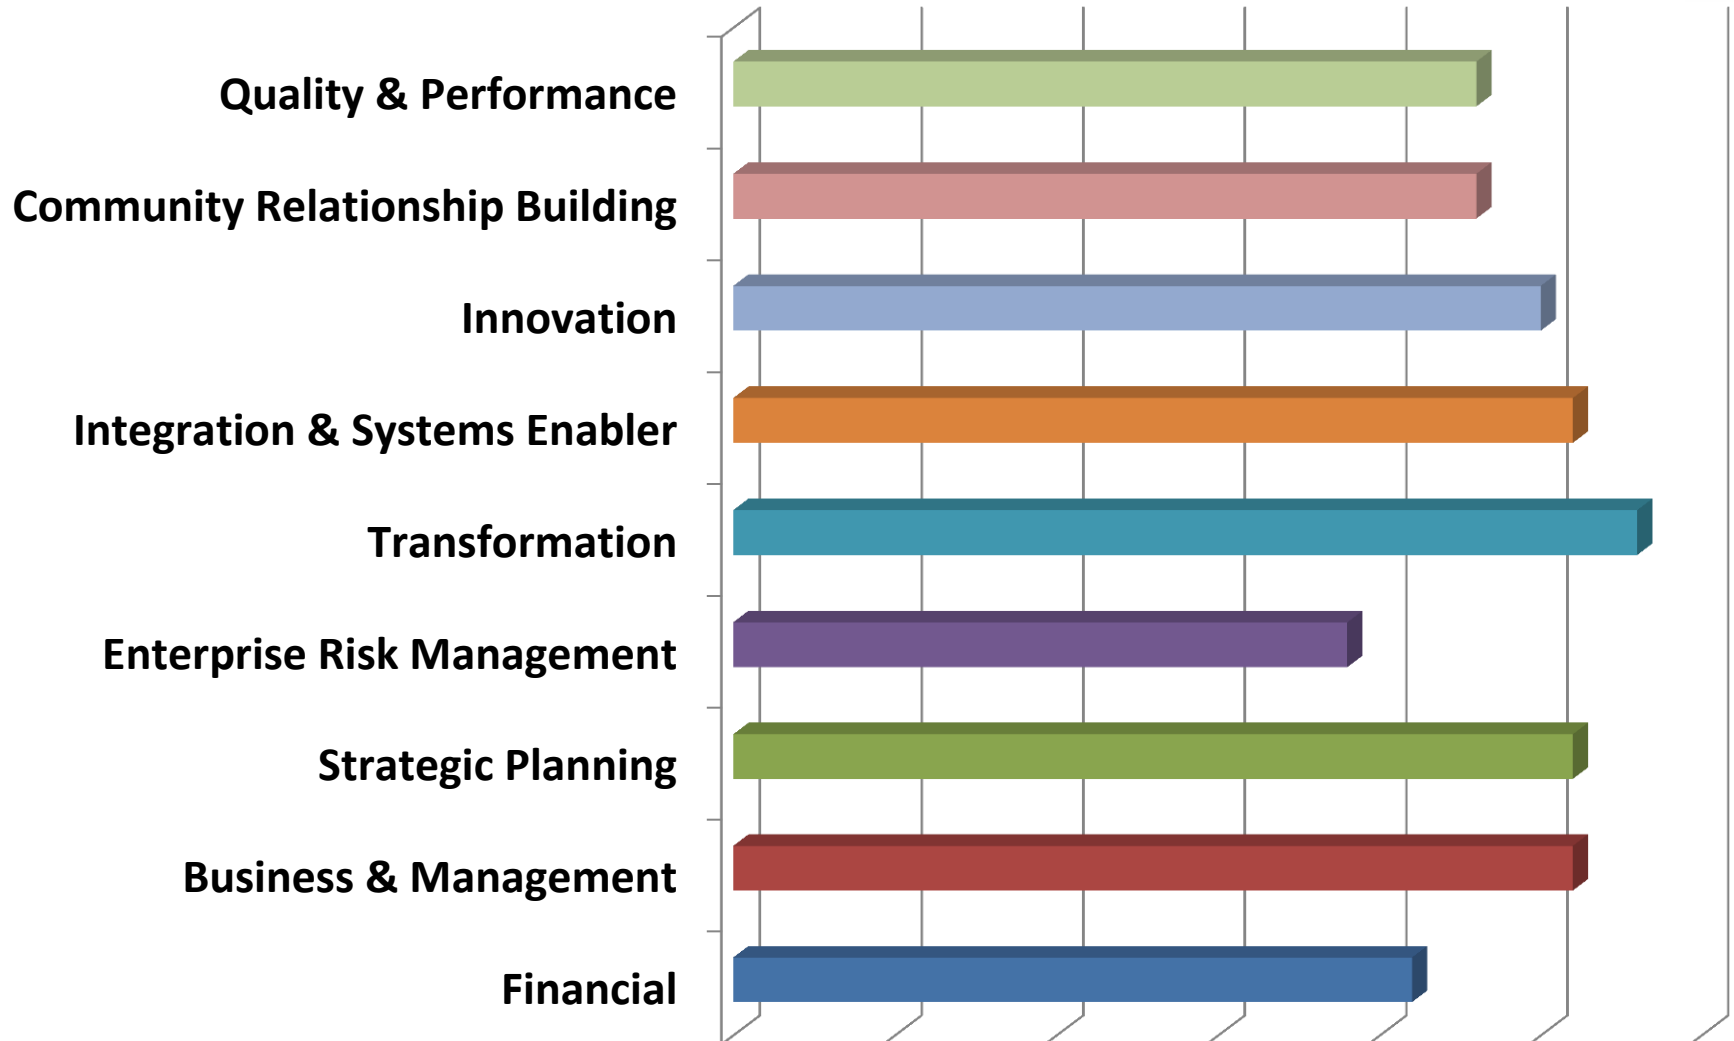 Quality & Performance
Community Relationship Building
Innovation
Integration & Systems Enabler
Transformation
Enterprise Risk Management
Strategic Planning
Business & Management
Financial